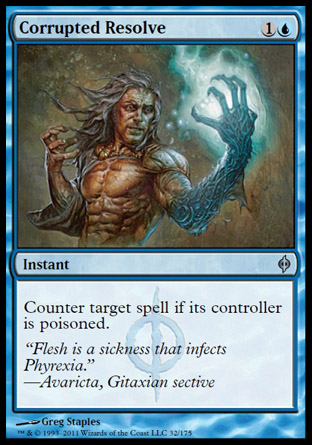 Corrupted Resolve 1
Instant
Counter target spell if its controller
is poisoned.
“Flesh is a sickness that infects
Phyrexia.”
—Avaricta, Gitaxian sective
Greg Staples
™ & © 1993–2011 Wizards of the Coast LLC 32/175